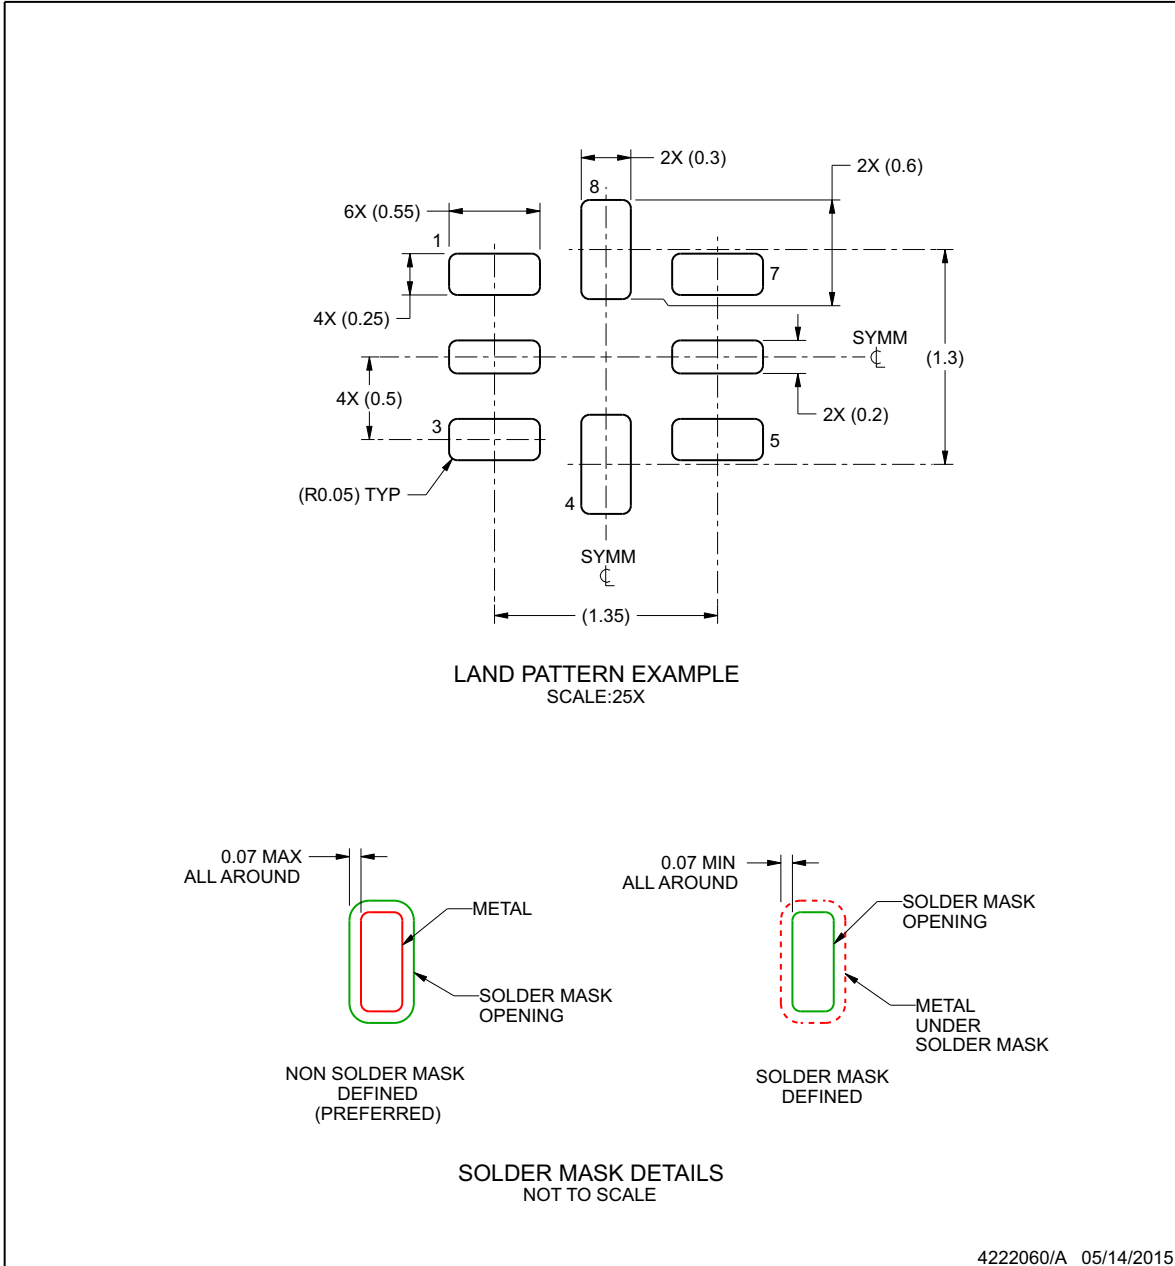 2X (0.3)
2X (0.6)
8
6X (0.55)
1
7
4X (0.25)
SYMM
℄
(1.3)
4X (0.5)
2X (0.2)
3
5
(R0.05) TYP
4
SYMM
℄
(1.35)
LAND PATTERN EXAMPLE
SCALE:25X
0.07 MAX
ALL AROUND
METAL
SOLDER MASK
OPENING
NON SOLDER MASK
DEFINED
(PREFERRED)
0.07 MIN
ALL AROUND
SOLDER MASK
OPENING
METAL
UNDER
SOLDER MASK
SOLDER MASK
DEFINED
SOLDER MASK DETAILS
NOT TO SCALE
4222060/A 05/14/2015